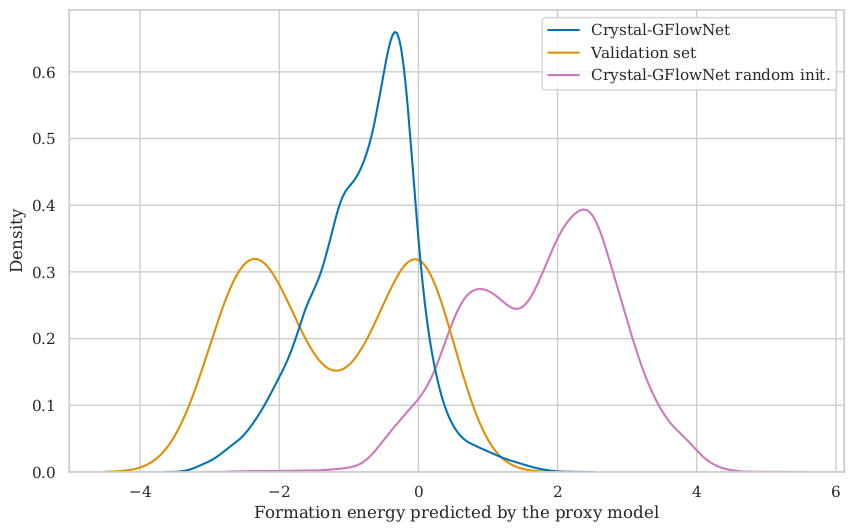 Crystal-GFlowNet
Validation set
Crystal-GFlowNet random init.
Density
0.6
0.5
0.4
0.3
0.2
0.1
0.0
−4 −2 0 2 4 6
Formation energy predicted by the proxy model